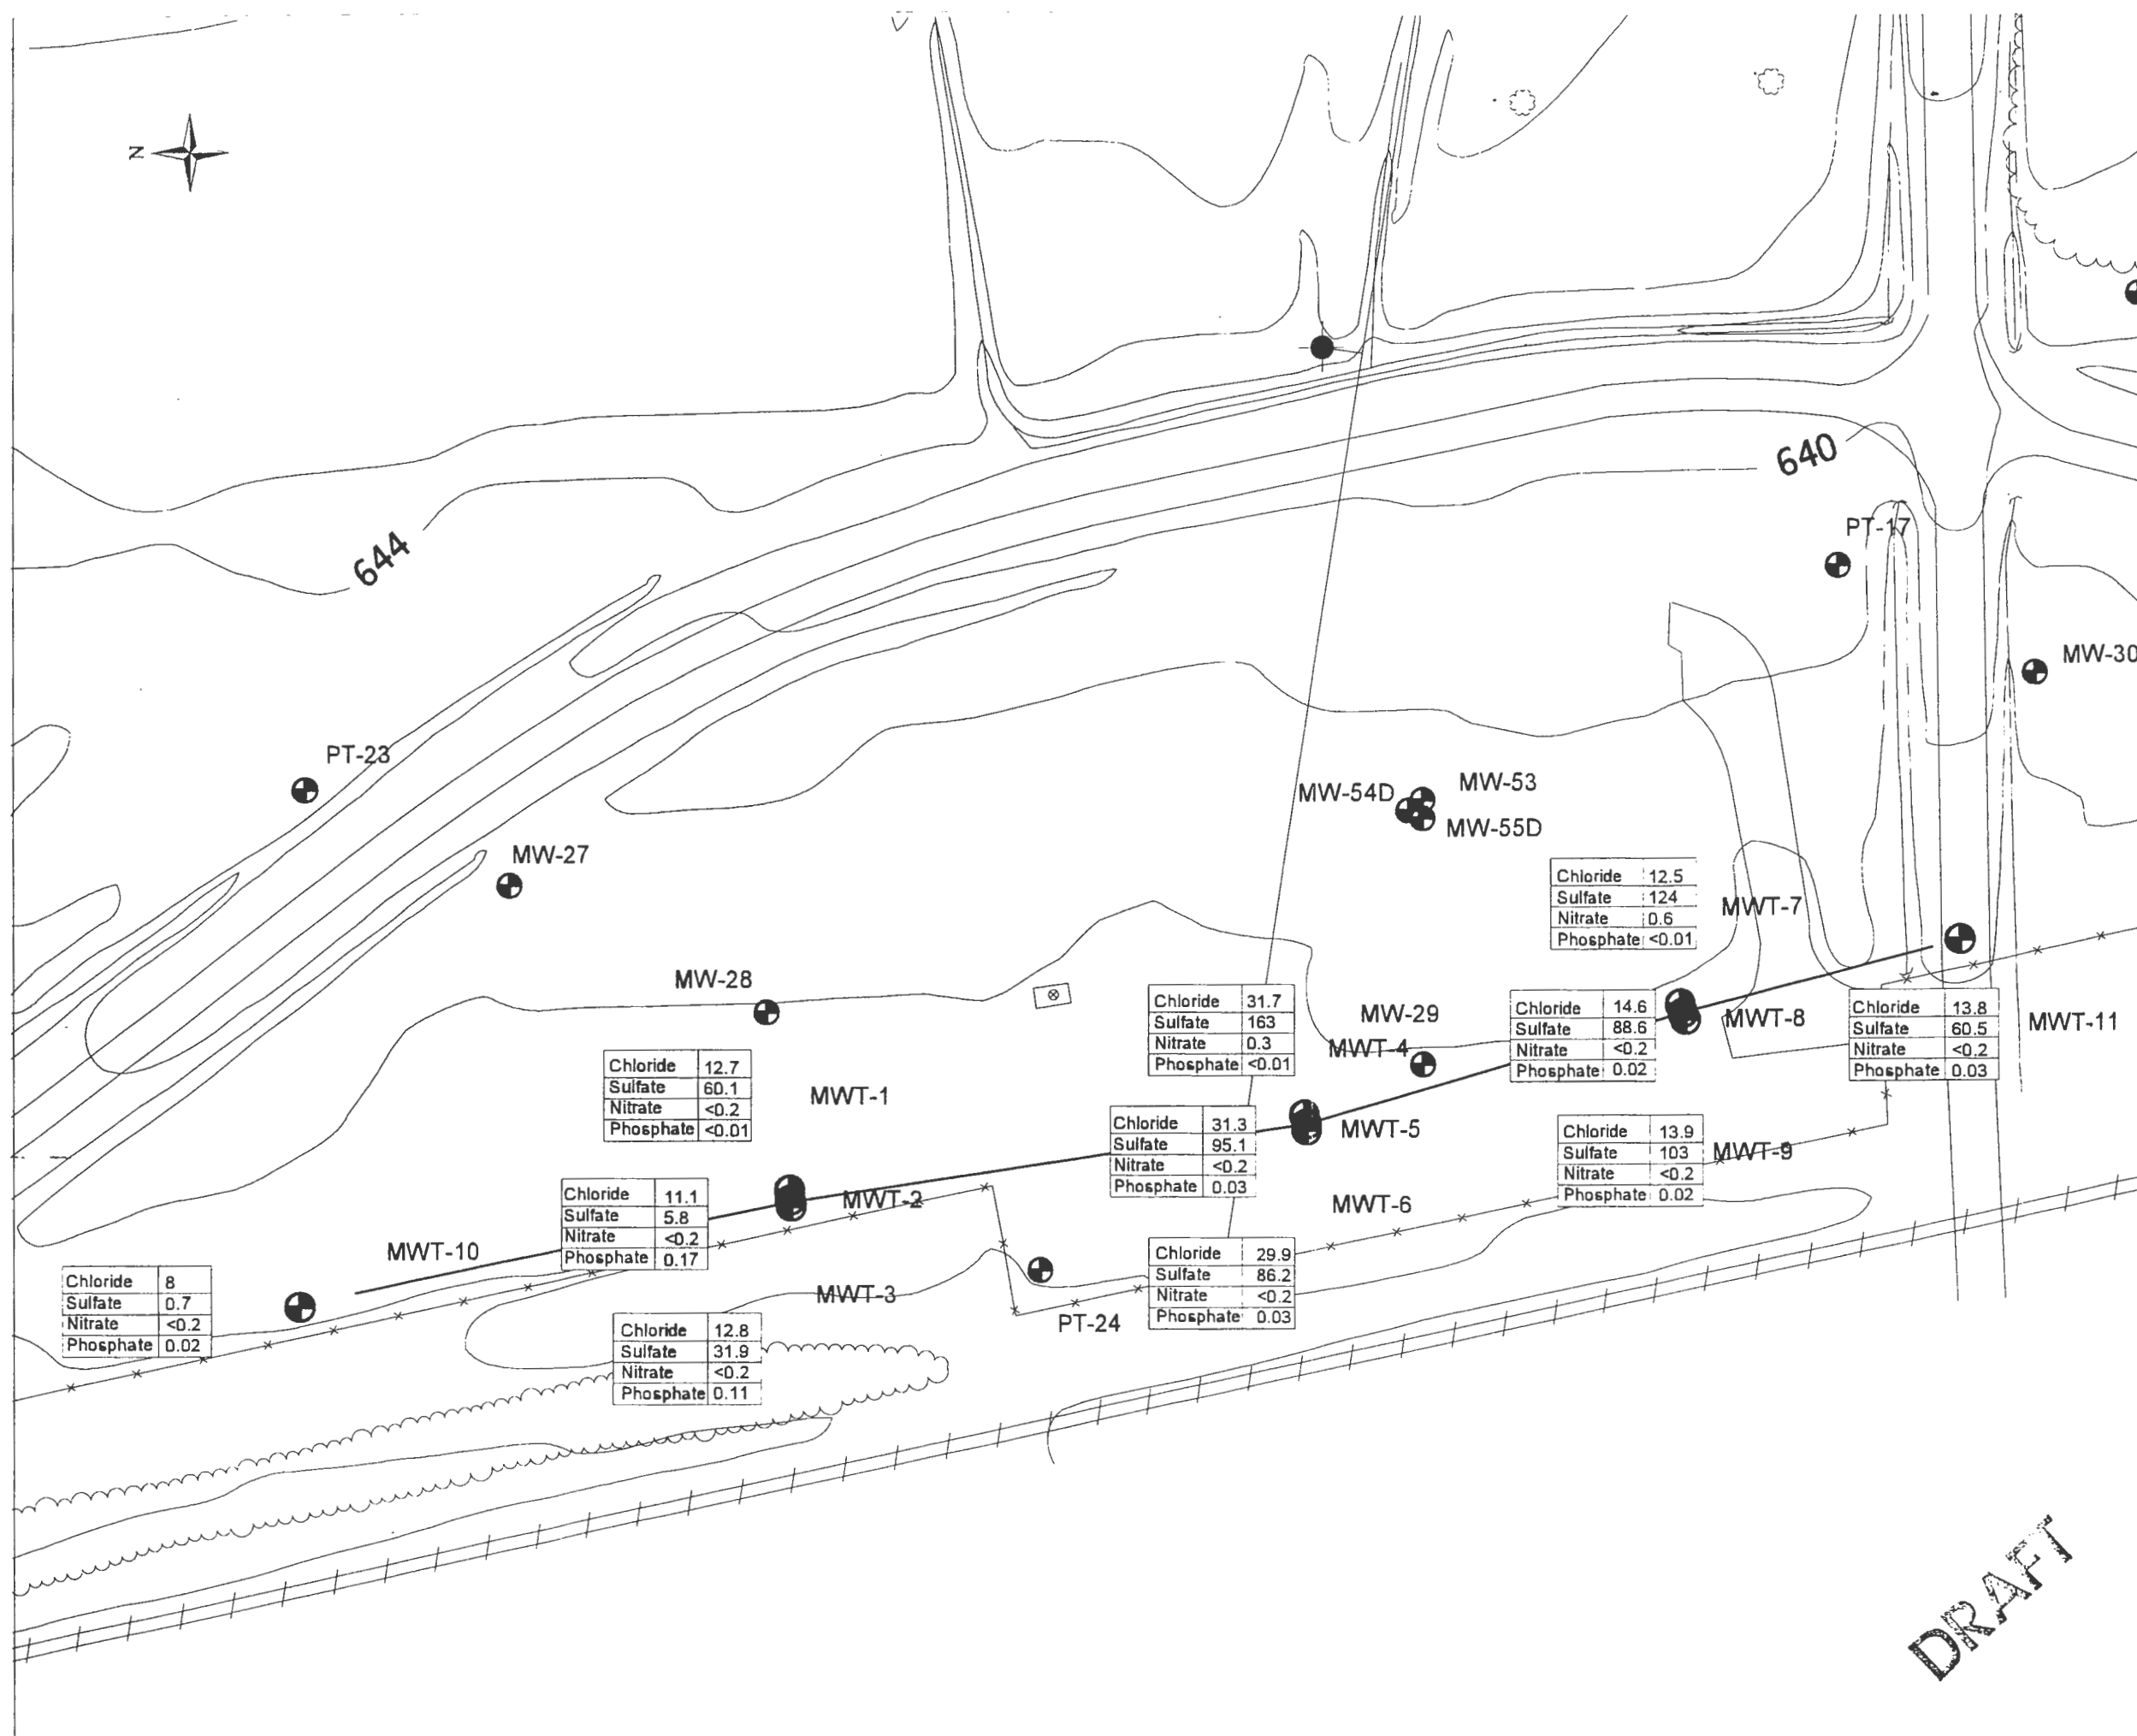 N
640
PT-17
644
MW-30
PT-23
MW-53
MW-54D
MW-55D
MW-27
Chloride 12.5
Sulfate 124
Nitrate 0.6
Phosphate <0.01
MWT-7
MW-28
Chloride 31.7
Sulfate 163
Nitrate 0.3
Phosphate <0.01
MW-29
MWT-4
Chloride 14.6
Sulfate 88.6
Nitrate <0.2
Phosphate 0.02
MWT-8
Chloride 13.8
Sulfate 60.5
Nitrate <0.2
Phosphate 0.03
MWT-11
Chloride 12.7
Sulfate 60.1
Nitrate <0.2
Phosphate <0.01
MWT-1
Chloride 31.3
Sulfate 95.1
Nitrate <0.2
Phosphate 0.03
MWT-5
Chloride 13.9
Sulfate 103
Nitrate <0.2
Phosphate 0.02
MWT-9
Chloride 11.1
Sulfate 5.8
Nitrate <0.2
Phosphate 0.17
MWT-2
MWT-6
MWT-10
Chloride 29.9
Sulfate 86.2
Nitrate <0.2
Phosphate 0.03
Chloride 8
Sulfate 0.7
Nitrate <0.2
Phosphate 0.02
MWT-3
PT-24
Chloride 12.8
Sulfate 31.9
Nitrate <0.2
Phosphate 0.11
DRAFT